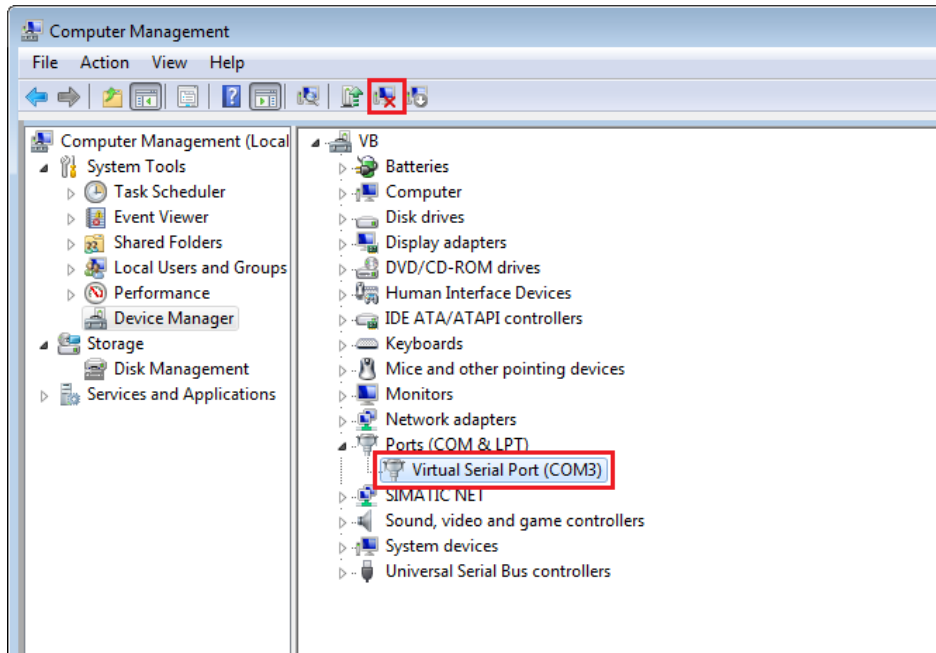 Computer Management
File Action View Help
Computer Management (Local
System Tools
Task Scheduler
Event Viewer
Shared Folders
Local Users and Groups
Performance
Device Manager
Storage
Disk Management
Services and Applications
VB
Batteries
Computer
Disk drives
Display adapters
DVD/CD-ROM drives
Human Interface Devices
IDE ATA/ATAPI controllers
Keyboards
Mice and other pointing devices
Monitors
Network adapters
Ports (COM & LPT)
Virtual Serial Port (COM3)
SIMATIC NET
Sound, video and game controllers
System devices
Universal Serial Bus controllers